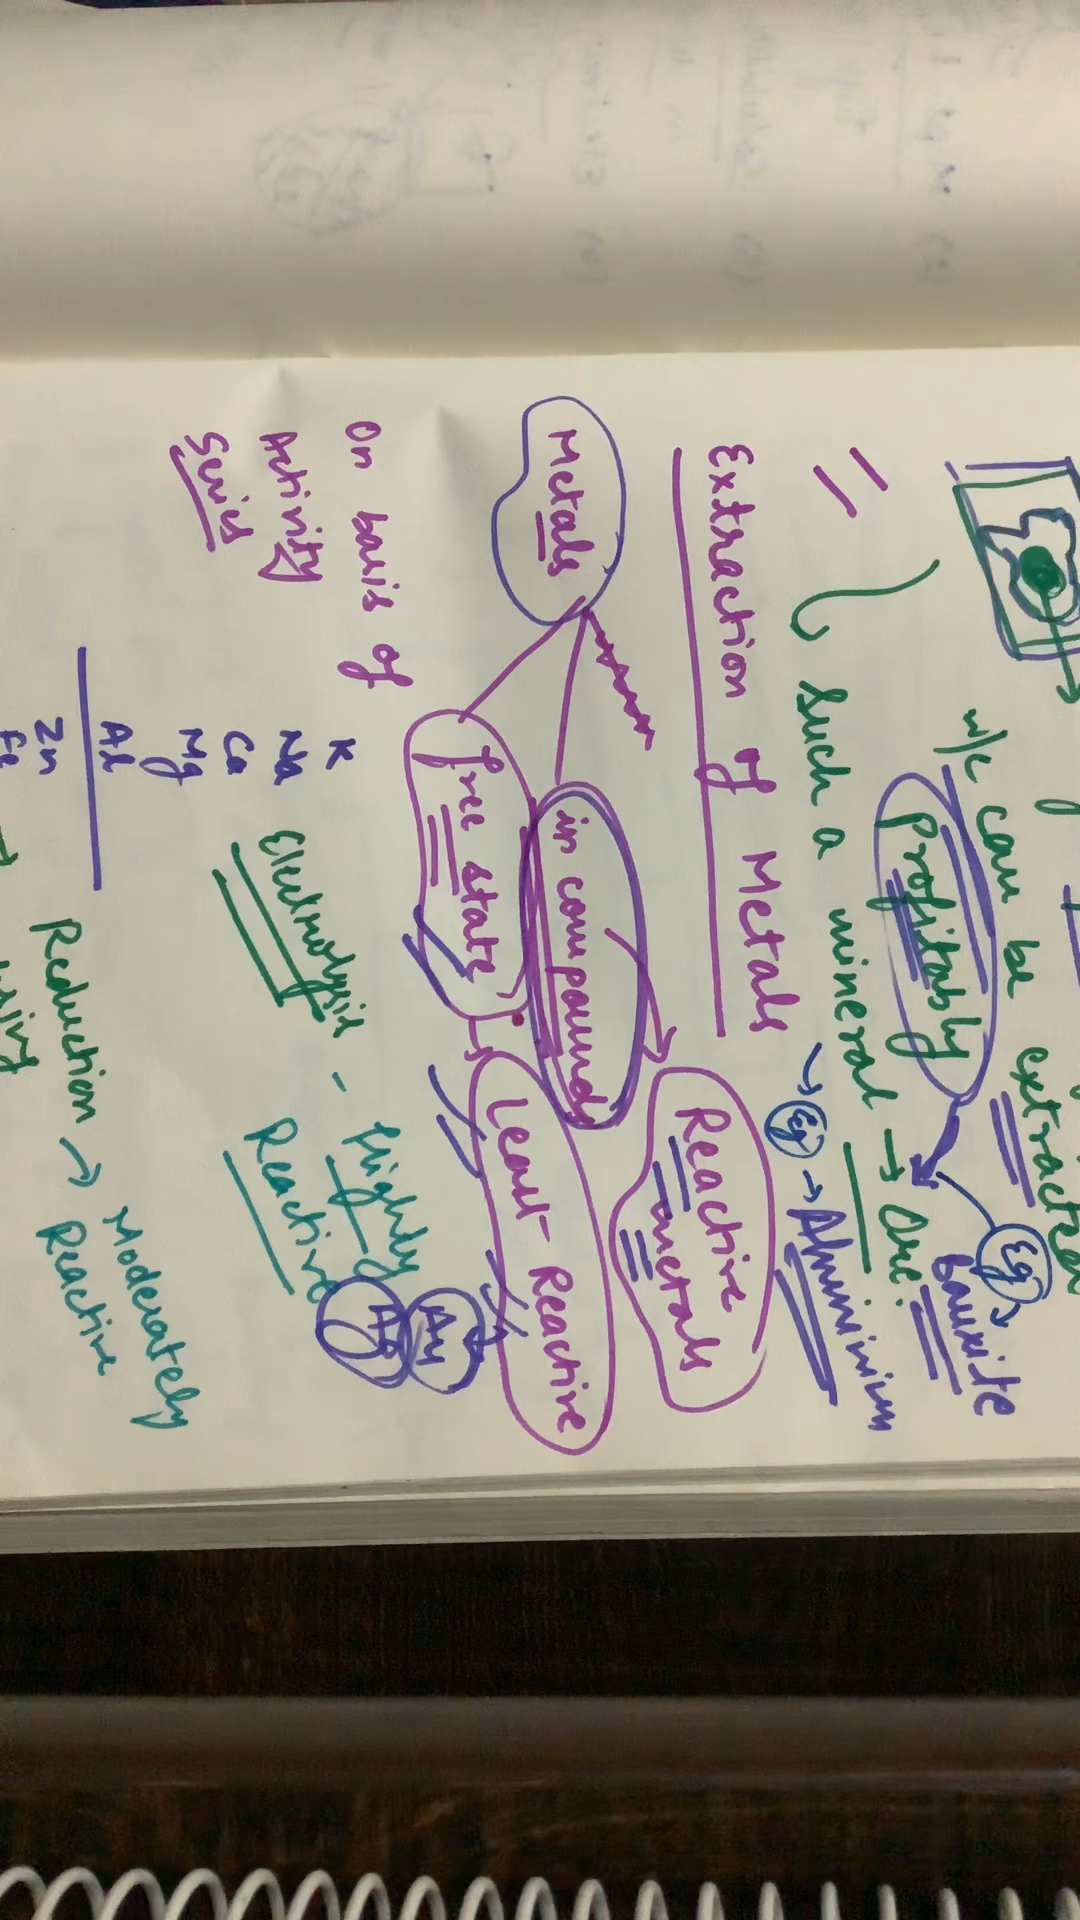 w/c can be extracted
profitably
Eg → bauxite
Such a mineral → Ore.
→ Eg → Aluminium
Extraction of Metals
Metals
in compounds
Reactive
metals
free state
Least Reactive
Au
On basis of
Activity
Series
K
Na
Ca
Mg
Al
Zn
Fe
Electrolysis - Highly
Reactive
Reduction → Moderately
Reactive